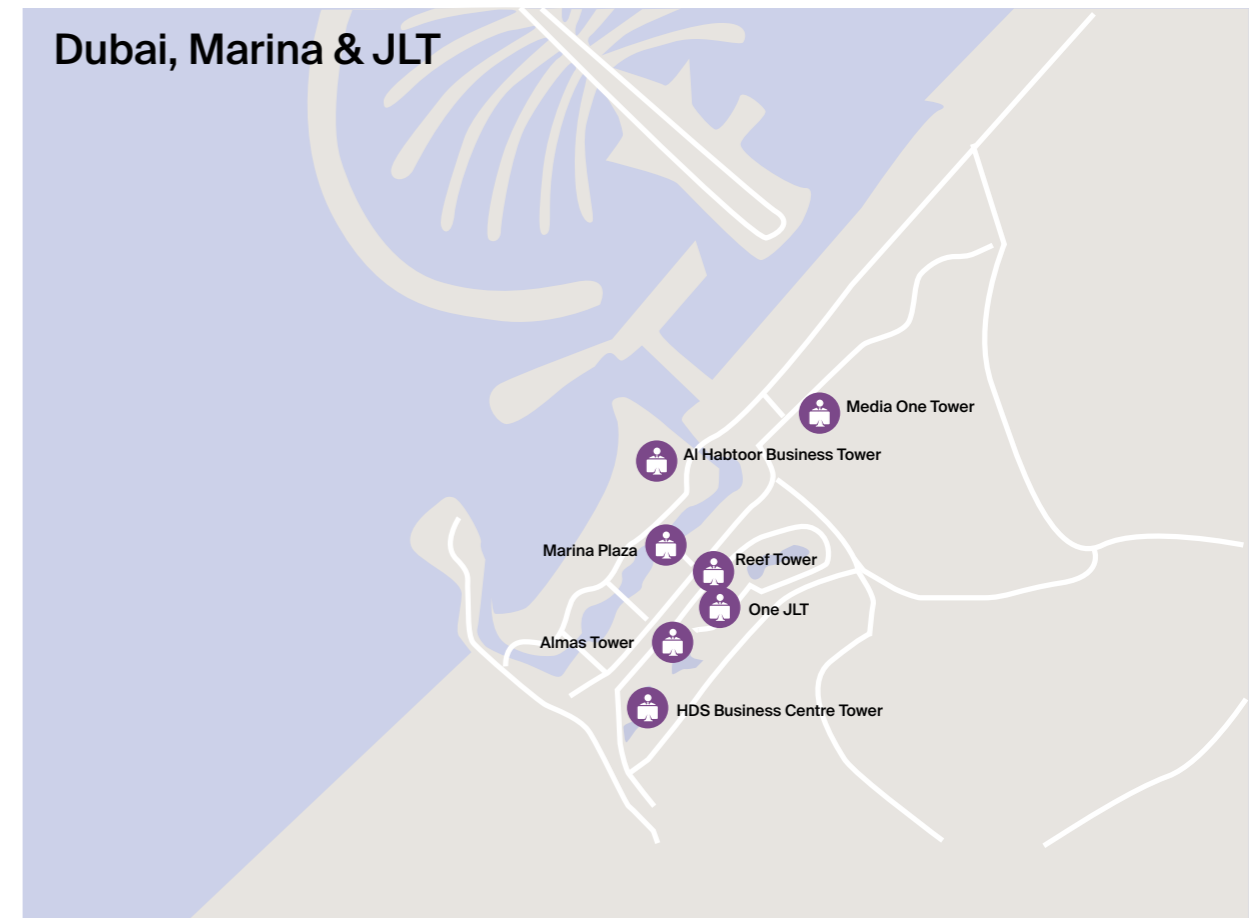 Dubai, Marina & JLT
Media One Tower
Al Habtoor Business Tower
Marina Plaza
Reef Tower
One JLT
Almas Tower
HDS Business Centre Tower